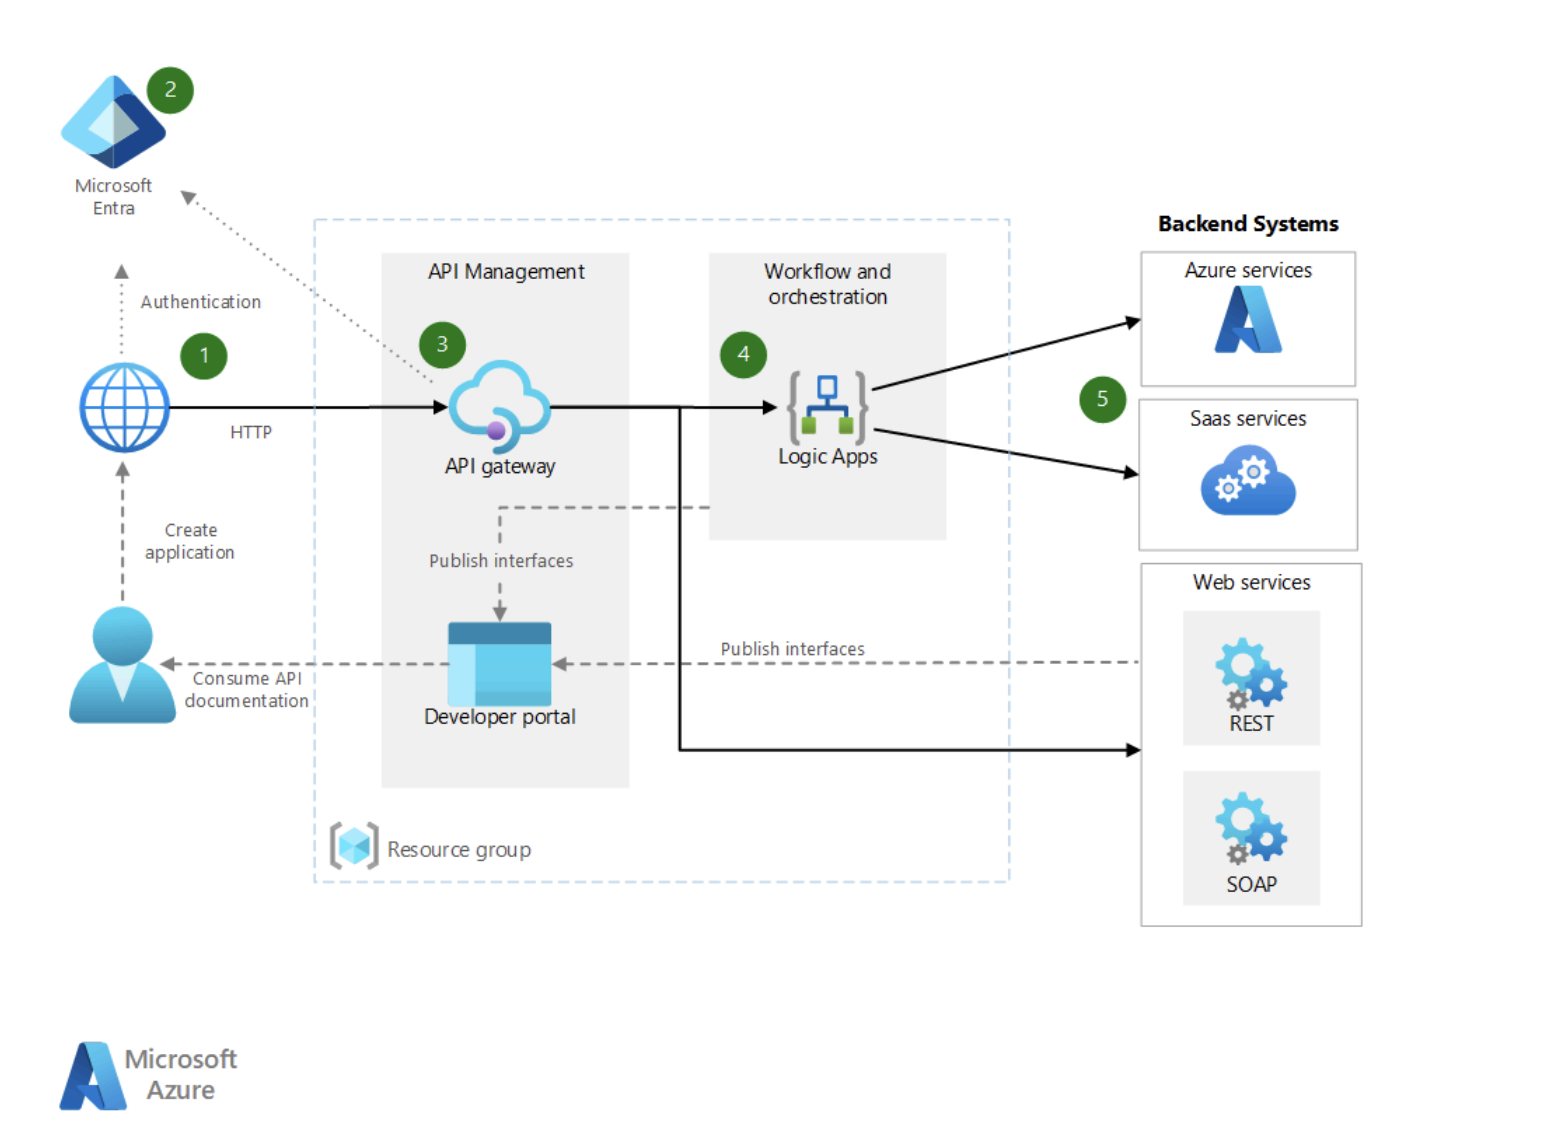 2
Microsoft
Entra
Backend Systems
API Management
Workflow and
orchestration
Azure services
Authentication
1
3
4
5
HTTP
API gateway
Logic Apps
Saas services
Create
application
Publish interfaces
Web services
Publish interfaces
Consume API
documentation
Developer portal
REST
Resource group
SOAP
Microsoft
Azure